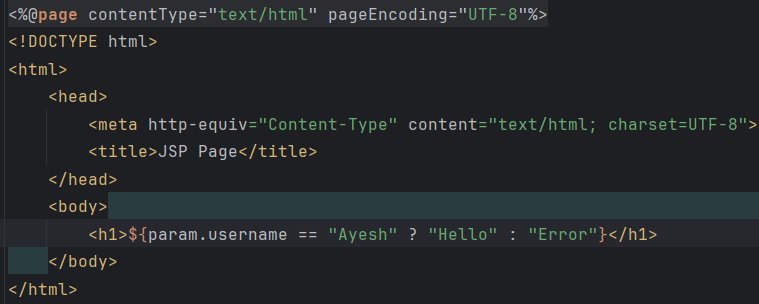 <%@page contentType="text/html" pageEncoding="UTF-8"%>
<!DOCTYPE html>
<html>
    <head>
        <meta http-equiv="Content-Type" content="text/html; charset=UTF-8">
        <title>JSP Page</title>
    </head>
    <body>
        <h1>${param.username == "Ayesh" ? "Hello" : "Error"}</h1>
    </body>
</html>